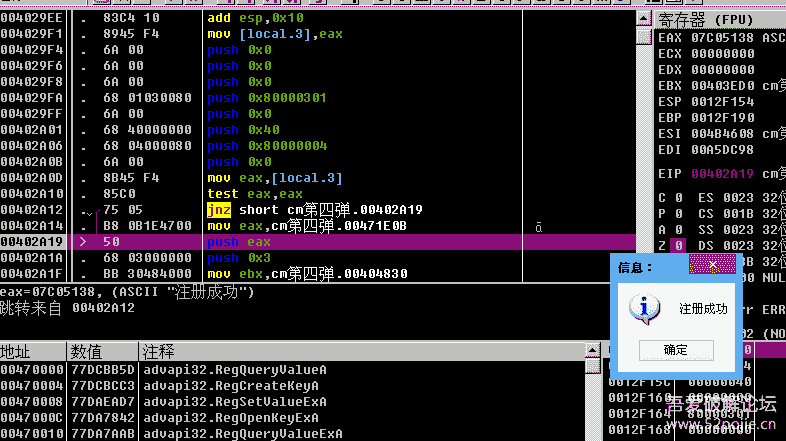 004029EE . 83C4 10 add esp,0x10
004029F1 . 8945 F4 mov [local.3],eax
004029F4 . 6A 00 push 0x0
004029F6 . 6A 00 push 0x0
004029F8 . 6A 00 push 0x0
004029FA . 68 01030080 push 0x80000301
004029FF . 6A 00 push 0x0
00402A01 . 68 40000000 push 0x40
00402A06 . 68 04000080 push 0x80000004
00402A0B . 6A 00 push 0x0
00402A0D . 8B45 F4 mov eax,[local.3]
00402A10 . 85C0 test eax,eax
00402A12 . 75 05 jnz short cm第四弹.00402A19
00402A14 . B8 0B1E4700 mov eax,cm第四弹.00471E0B ā
00402A19 > 50 push eax
00402A1A . 68 03000000 push 0x3
00402A1F . BB 30484000 mov ebx,cm第四弹.00404830
eax=07C05138, (ASCII "注册成功")
跳转来自 00402A12
寄存器 (FPU)
EAX 07C05138 ASC
ECX 00000000
EDX 00000000
EBX 00403ED0 cm第
ESP 0012F154
EBP 0012F190
ESI 004B4608 cm第
EDI 00A5DC98
EIP 00402A19 cm第
C 0 ES 0023 32位
P 0 CS 001B 32位
A 0 SS 0023 32位
Z 0 DS 0023 32位
信息：
注册成功
确定
地址 数值 注释
00470000 77DCBB5D advapi32.RegQueryValueA
00470004 77DCBCC3 advapi32.RegCreateKeyA
00470008 77DAEAD7 advapi32.RegSetValueExA
0047000C 77DA7842 advapi32.RegOpenKeyExA
00470010 77DA7AAB advapi32.RegQueryValueExA
0012F15C 00000040
0012F160
0012F164 80000301
0012F168 00000000
吾爱破解论坛
www.52pojie.cn